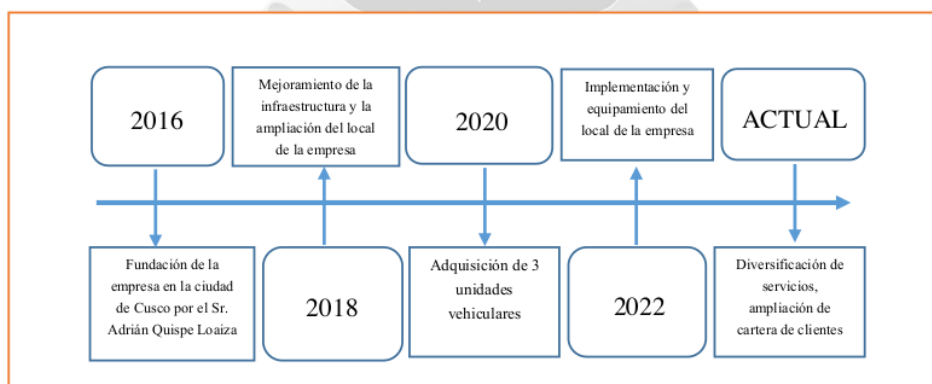 2016
Fundación de la
empresa en la ciudad
de Cusco por el Sr.
Adrián Quispe Loaiza
Mejoramiento de la
infraestructura y la
ampliación del local
de la empresa
2018
2020
Adquisición de 3
unidades
vehiculares
Implementación y
equipamiento del
local de la empresa
2022
ACTUAL
Diversificación de
servicios,
ampliación de
cartera de clientes